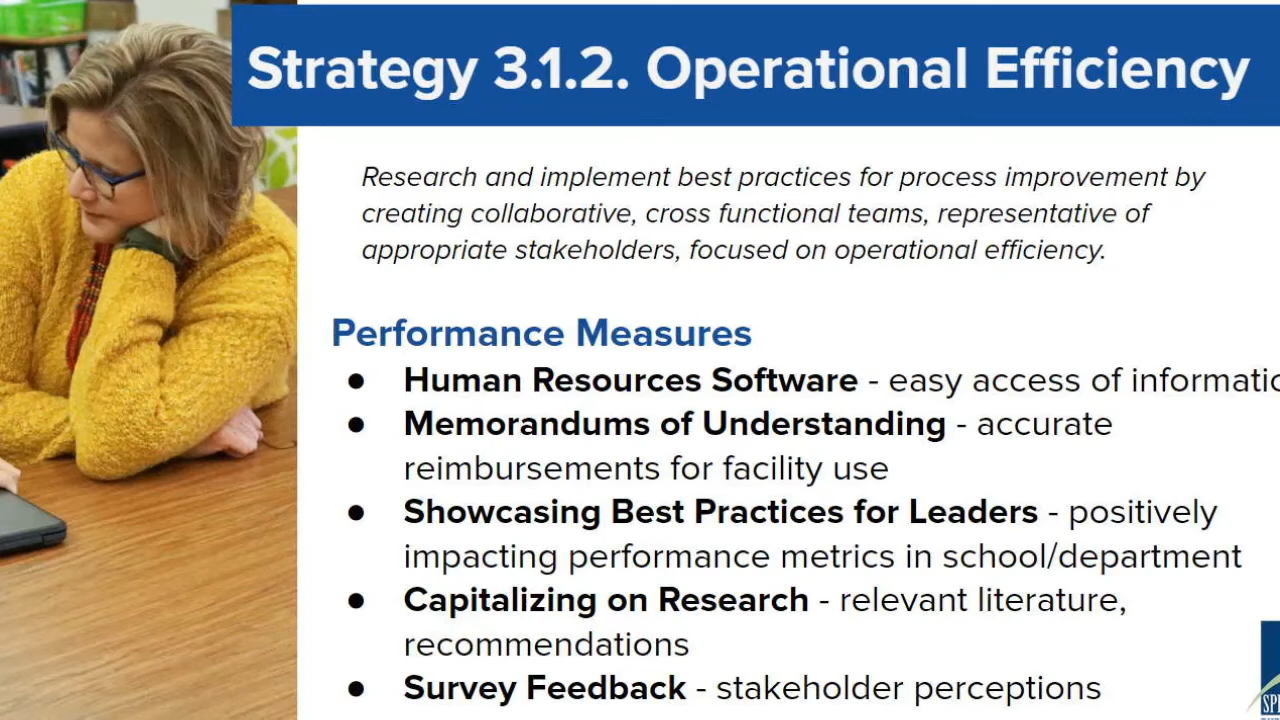 Strategy 3.1.2. Operational Efficiency
Research and implement best practices for process improvement by
creating collaborative, cross functional teams, representative of
appropriate stakeholders, focused on operational efficiency.
Performance Measures
● Human Resources Software - easy access of informatio
● Memorandums of Understanding - accurate
reimbursements for facility use
● Showcasing Best Practices for Leaders - positively
impacting performance metrics in school/department
● Capitalizing on Research - relevant literature,
recommendations
● Survey Feedback - stakeholder perceptions